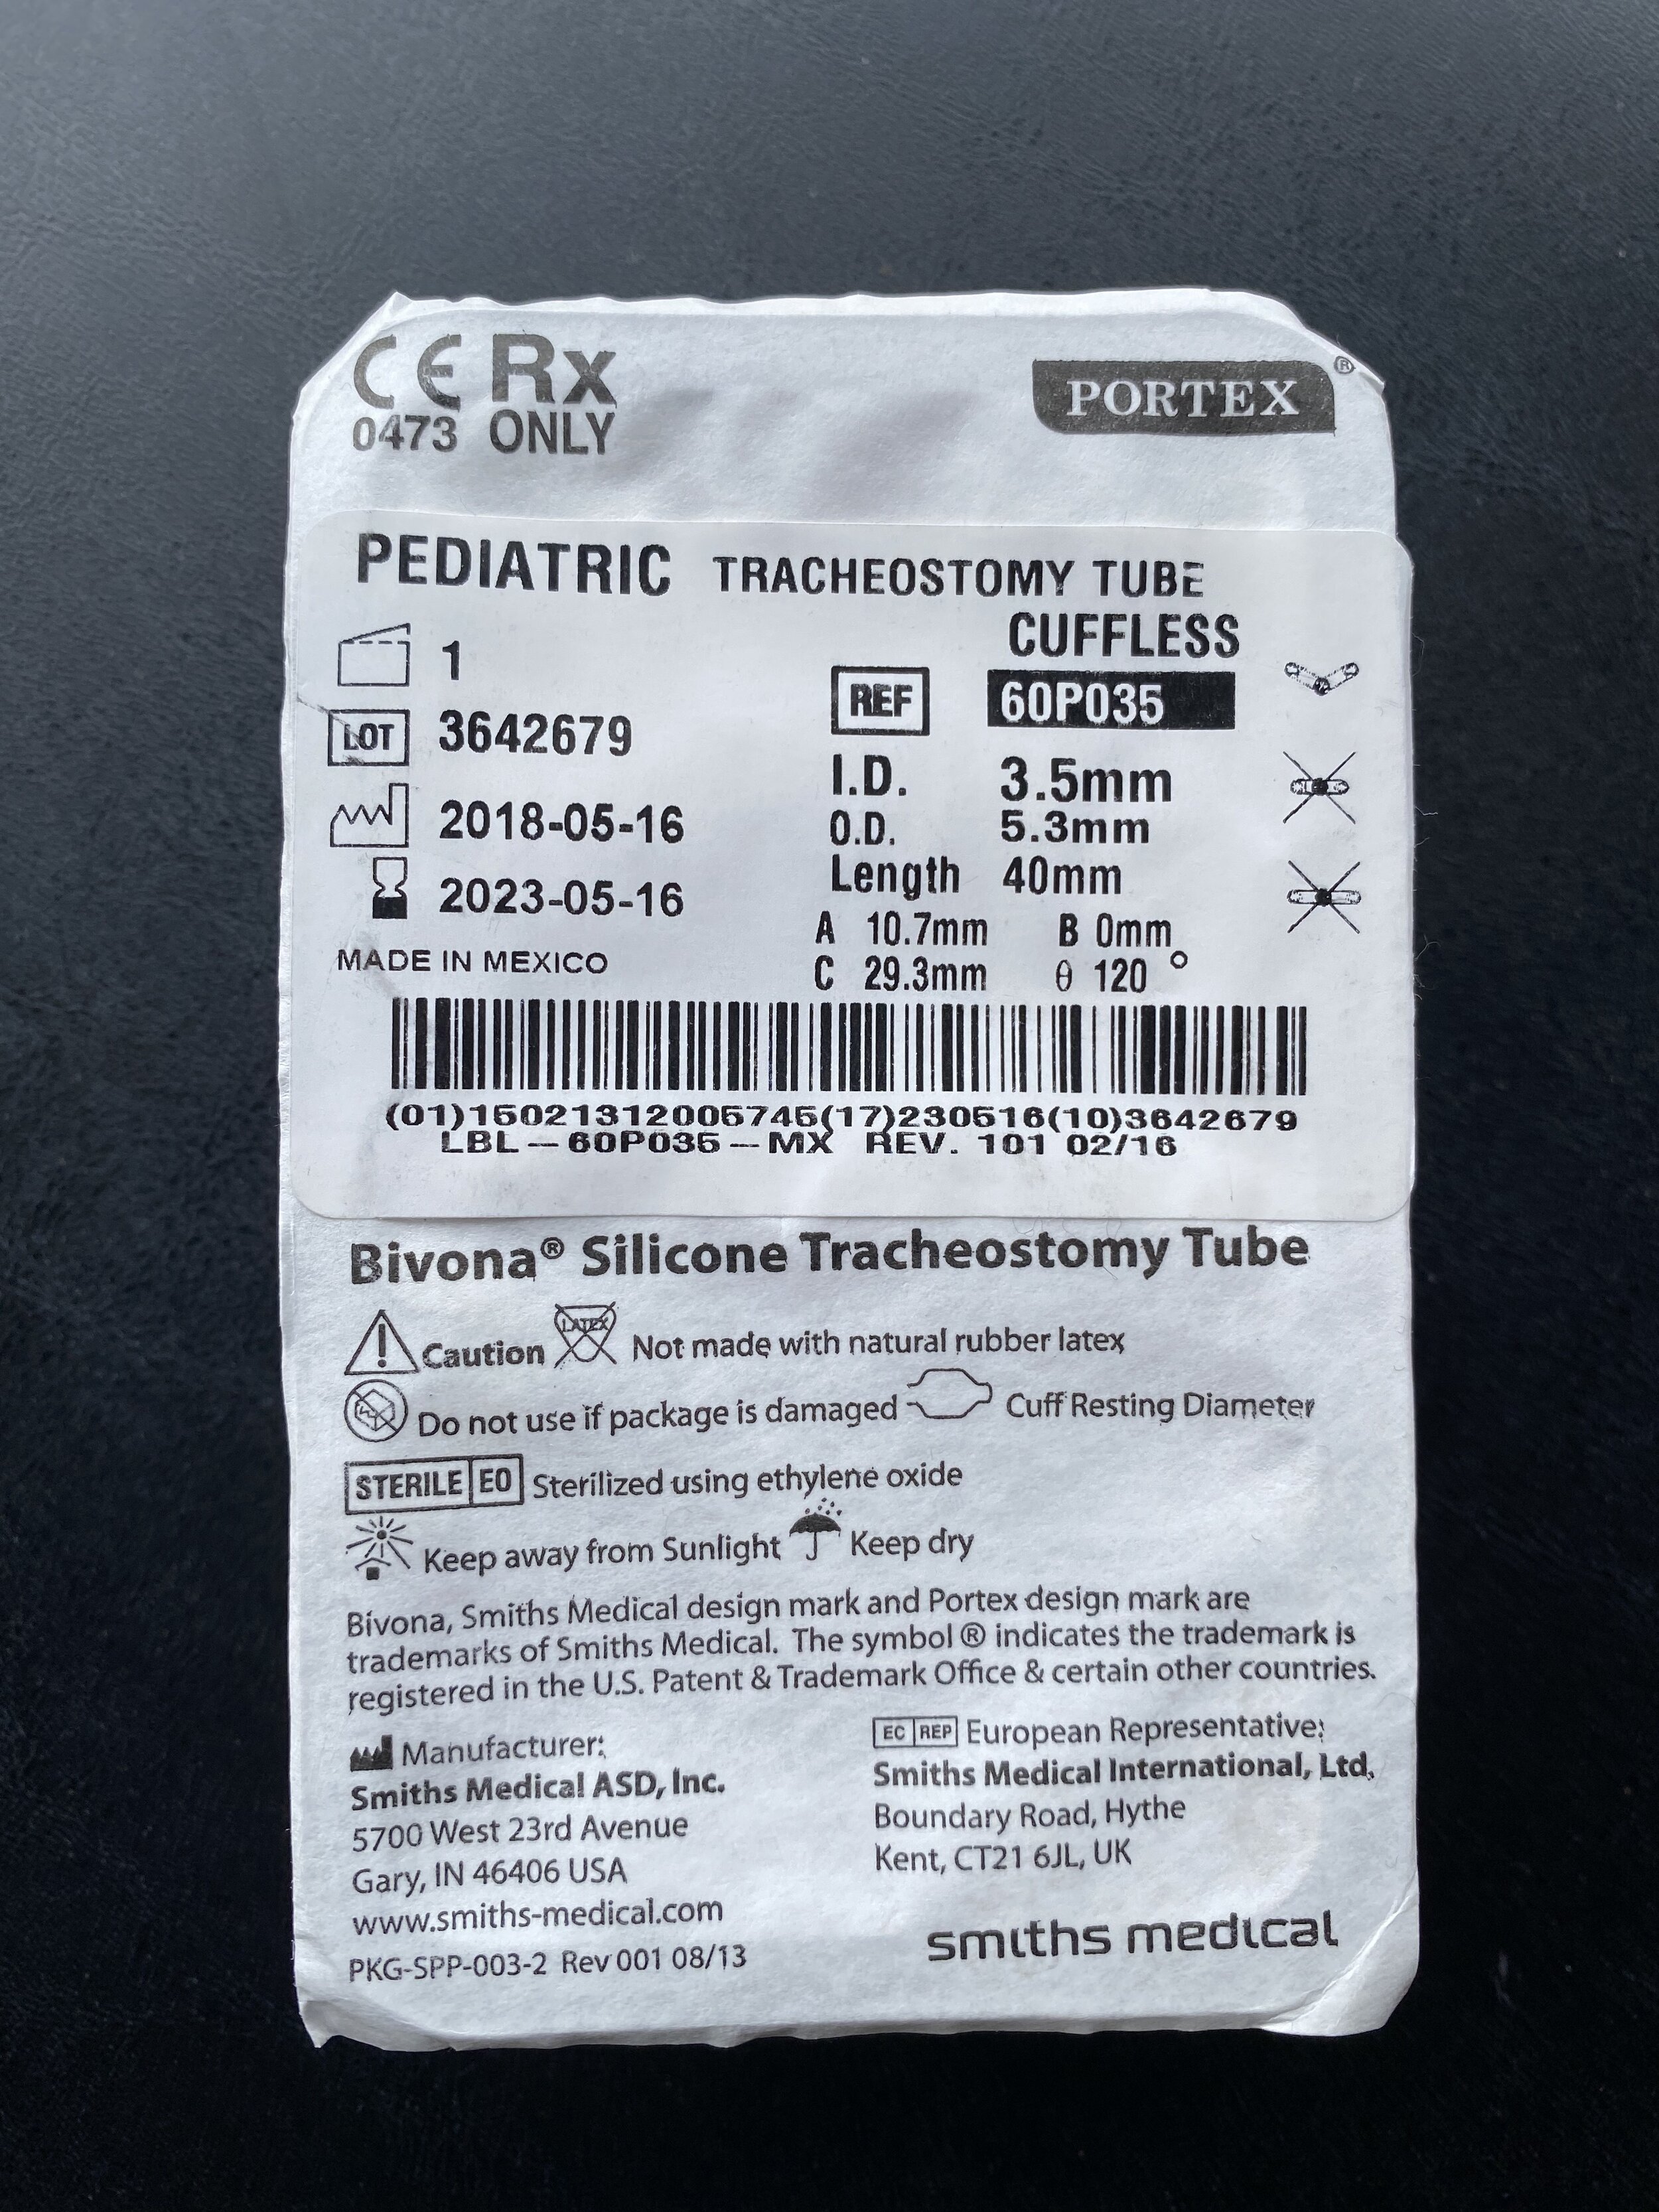 CE Rx
0473 ONLY
PORTEX®
PEDIATRIC TRACHEOSTOMY TUBE
CUFFLESS
1
REF 60P035
LOT 3642679
I.D. 3.5mm
2018-05-16
O.D. 5.3mm
Length 40mm
2023-05-16
A 10.7mm B 0mm
MADE IN MEXICO
C 29.3mm θ 120 °
(01)15021312005745(17)230516(10)3642679
LBL-60P035-MX REV. 101 02/16
Bivona® Silicone Tracheostomy Tube
! Caution LATEX Not made with natural rubber latex
Do not use if package is damaged Cuff Resting Diameter
STERILE EO Sterilized using ethylene oxide
Keep away from Sunlight Keep dry
Bivona, Smiths Medical design mark and Portex design mark are
trademarks of Smiths Medical. The symbol ® indicates the trademark is
registered in the U.S. Patent & Trademark Office & certain other countries.
Manufacturer:
Smiths Medical ASD, Inc.
5700 West 23rd Avenue
Gary, IN 46406 USA
www.smiths-medical.com
PKG-SPP-003-2 Rev 001 08/13
EC REP European Representative:
Smiths Medical International, Ltd.
Boundary Road, Hythe
Kent, CT21 6JL, UK
smiths medical